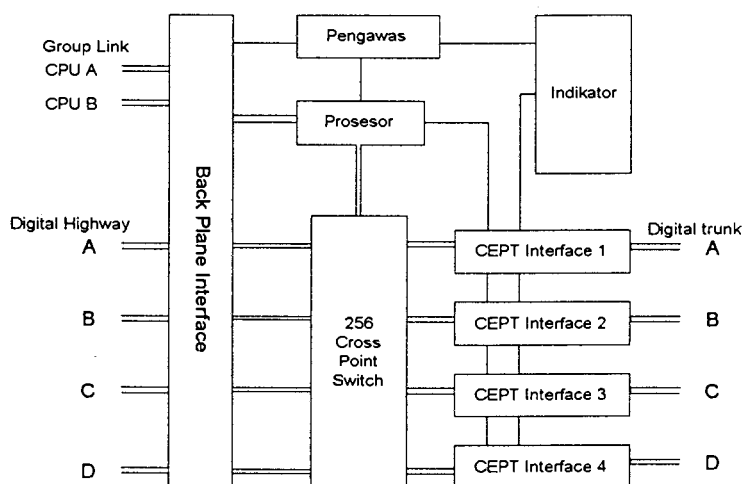 Group Link
CPU A
CPU B
Digital Highway
A
B
C
D
Back Plane Interface
Pengawas
Prosesor
Indikator
256
Cross
Point
Switch
CEPT Interface 1
CEPT Interface 2
CEPT Interface 3
CEPT Interface 4
Digital trunk
A
B
C
D